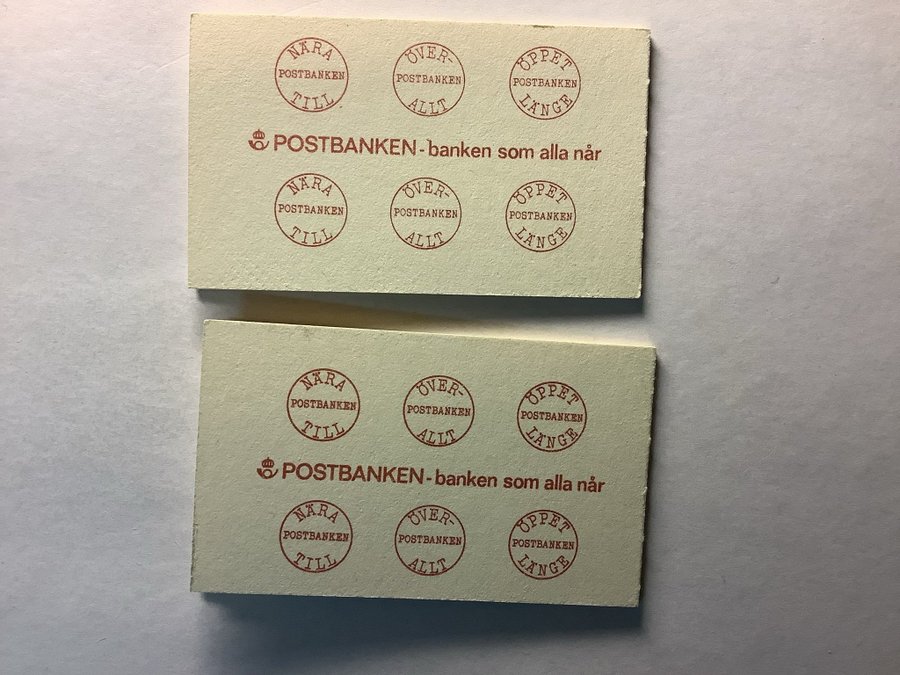 NÄRA
POSTBANKEN
TILL
ÖVER-
POSTBANKEN
ALLT
ÖPPET
POSTBANKEN
LÄNGE
POSTBANKEN - banken som alla når
NÄRA
POSTBANKEN
TILL
ÖVER-
POSTBANKEN
ALLT
ÖPPET
POSTBANKEN
LÄNGE
NÄRA
POSTBANKEN
TILL
ÖVER-
POSTBANKEN
ALLT
ÖPPET
POSTBANKEN
LÄNGE
POSTBANKEN - banken som alla når
NÄRA
POSTBANKEN
TILL
ÖVER-
POSTBANKEN
ALLT
ÖPPET
POSTBANKEN
LÄNGE